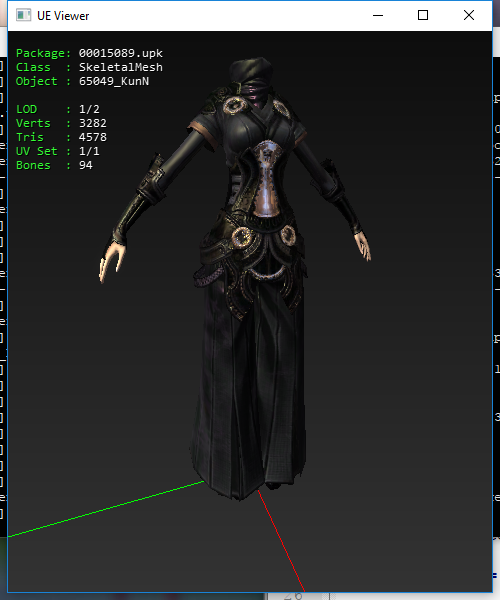 UE Viewer
Package: 00015089.upk
Class : SkeletalMesh
Object : 65049_KunN
LOD : 1/2
Verts : 3282
Tris : 4578
UV Set : 1/1
Bones : 94